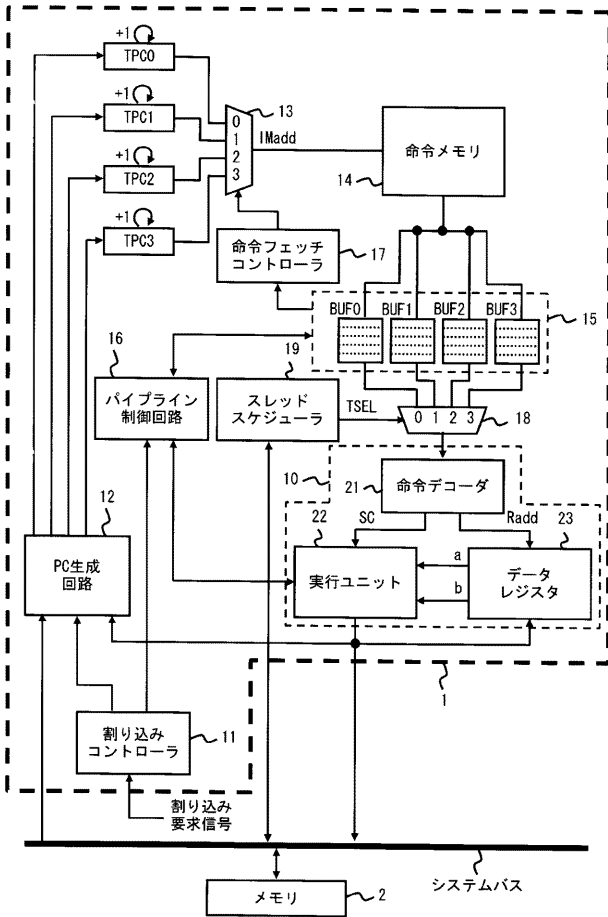 +1
TPC0
+1
TPC1
+1
TPC2
+1
TPC3
0
1
2
3
13
IMadd
命令メモリ
14
命令フェッチ
コントローラ
17
BUF0
BUF1
BUF2
BUF3
15
16
パイプライン
制御回路
19
スレッド
スケジューラ
TSEL
0 1 2 3
18
10
21
命令デコーダ
SC
Radd
12
PC生成
回路
22
実行ユニット
a
b
23
データ
レジスタ
1
割り込み
コントローラ
11
割り込み
要求信号
システムバス
メモリ
2